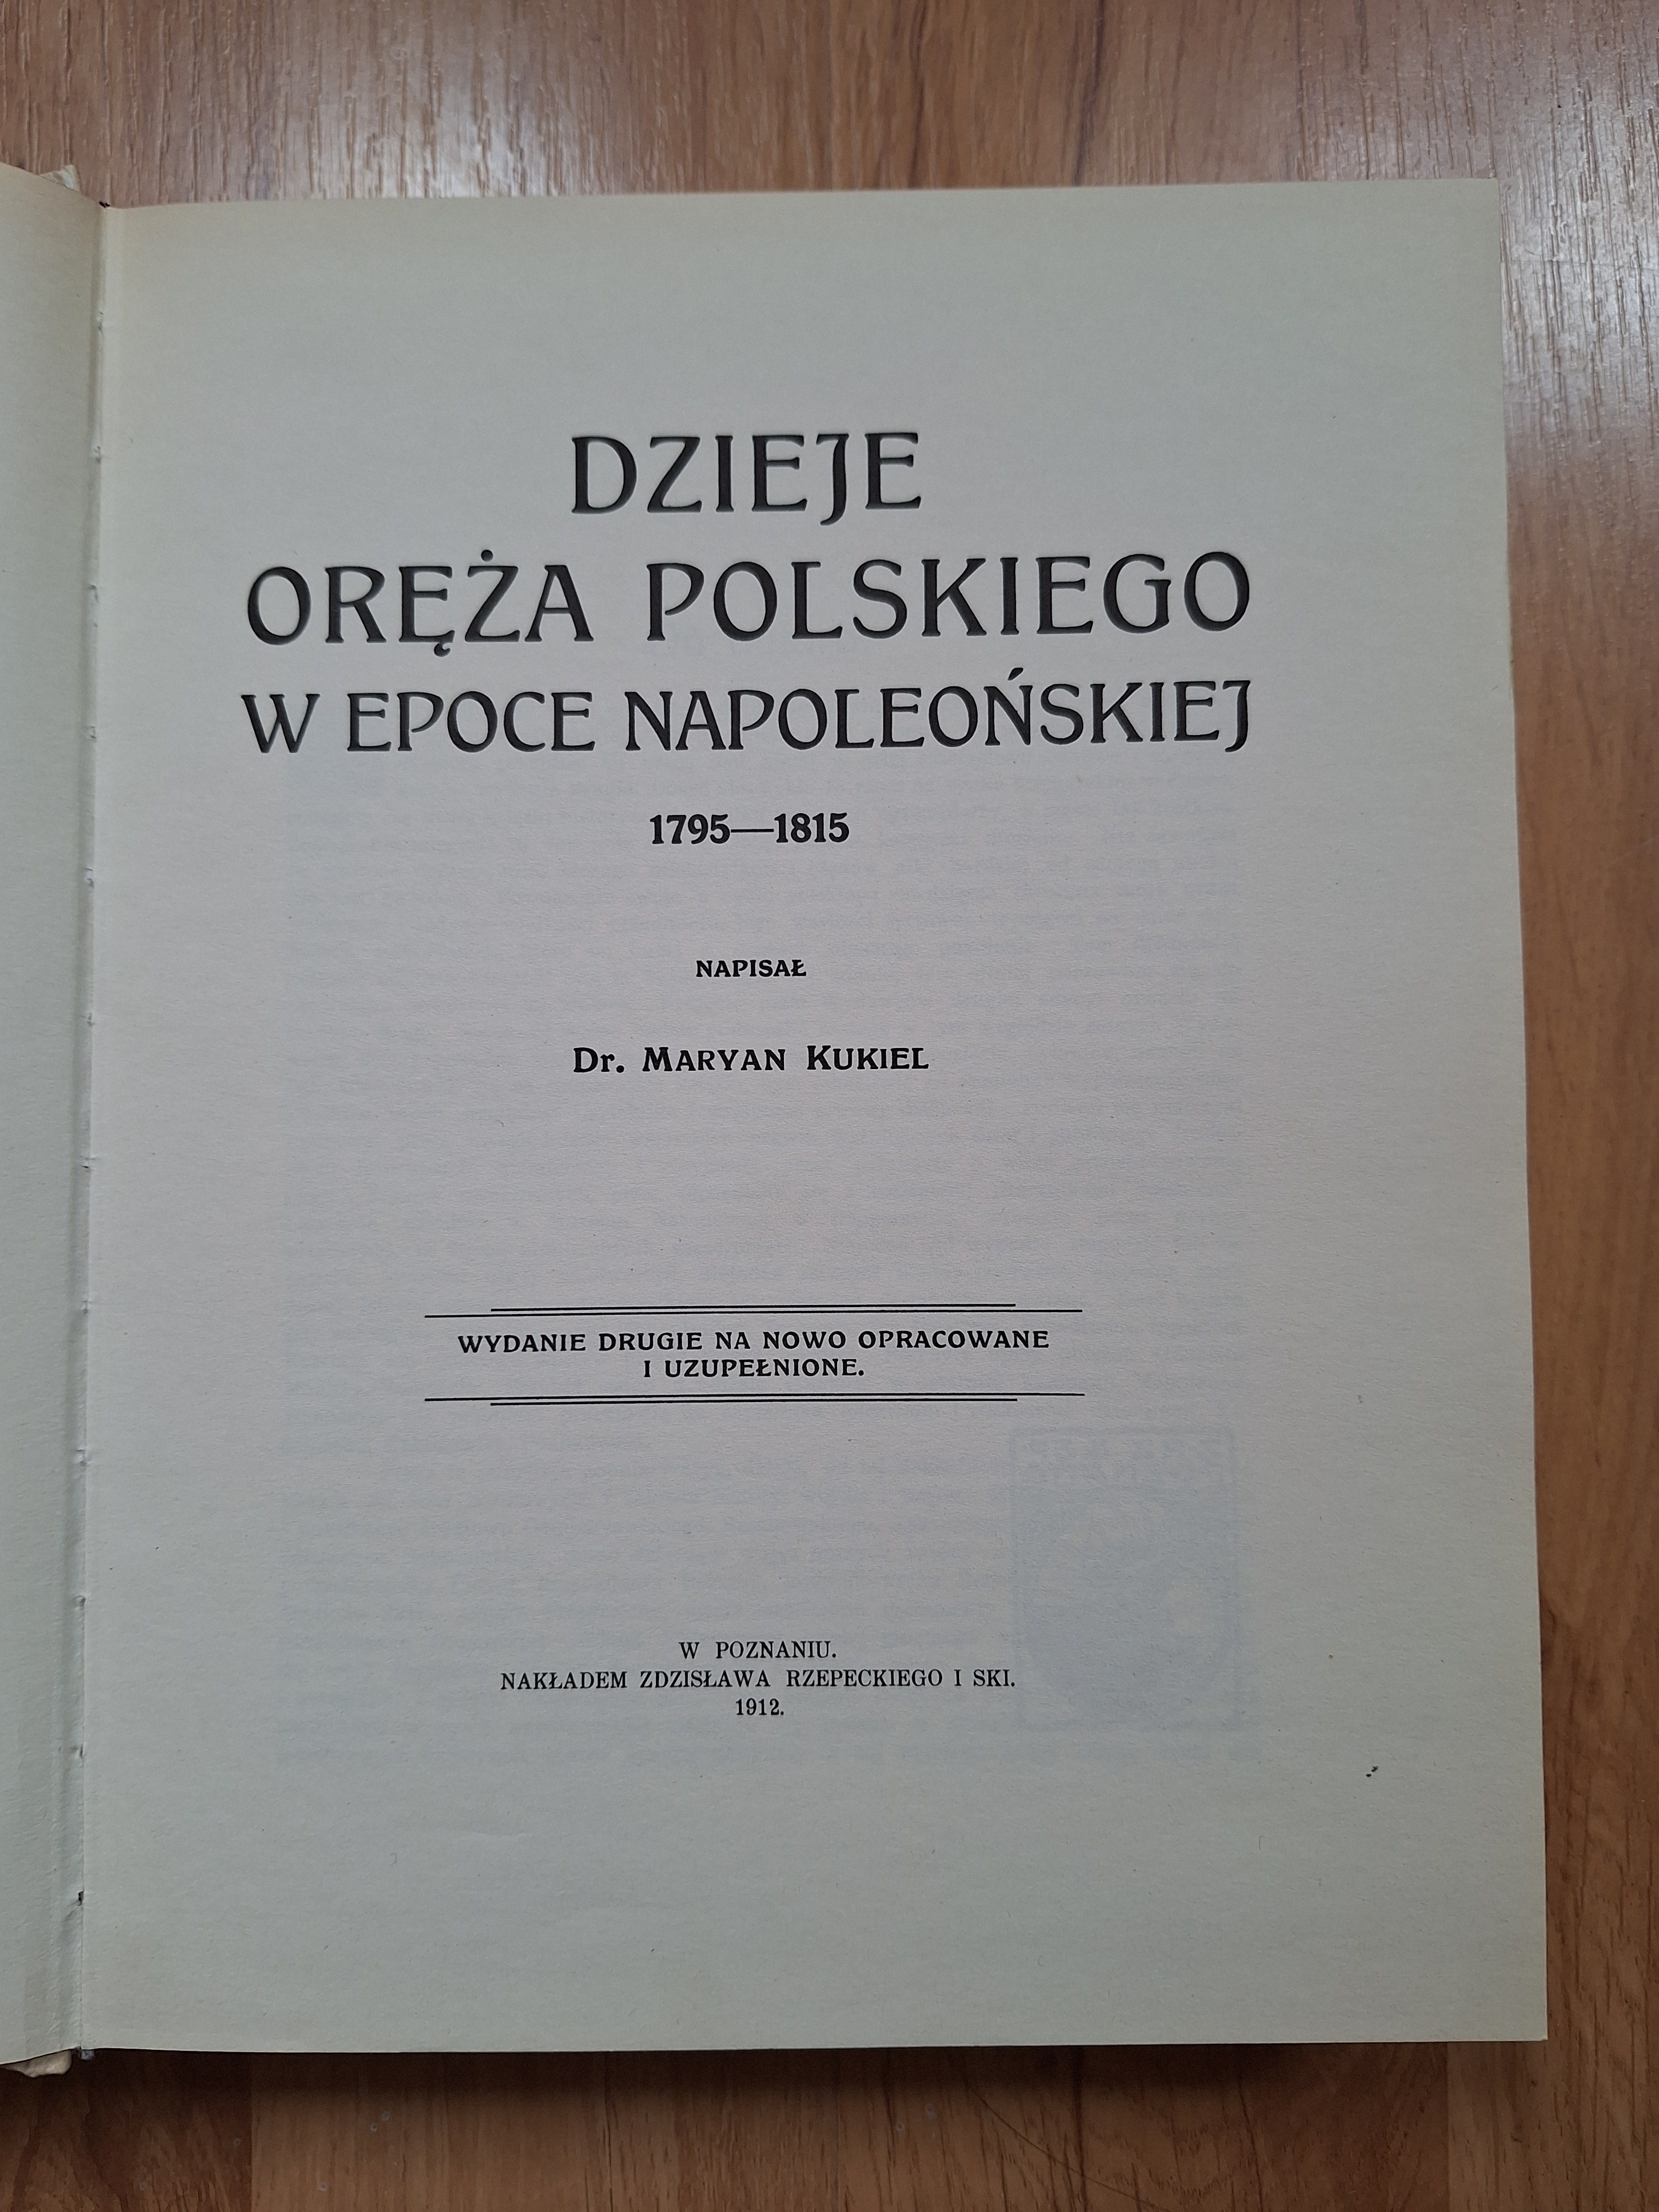 DZIEJE
ORĘŻA POLSKIEGO
W EPOCE NAPOLEOŃSKIEJ
1795—1815
NAPISAŁ
Dr. MARYAN KUKIEL
WYDANIE DRUGIE NA NOWO OPRACOWANE
I UZUPEŁNIONE.
W POZNANIU.
NAKŁADEM ZDZISŁAWA RZEPECKIEGO I SKI.
1912.